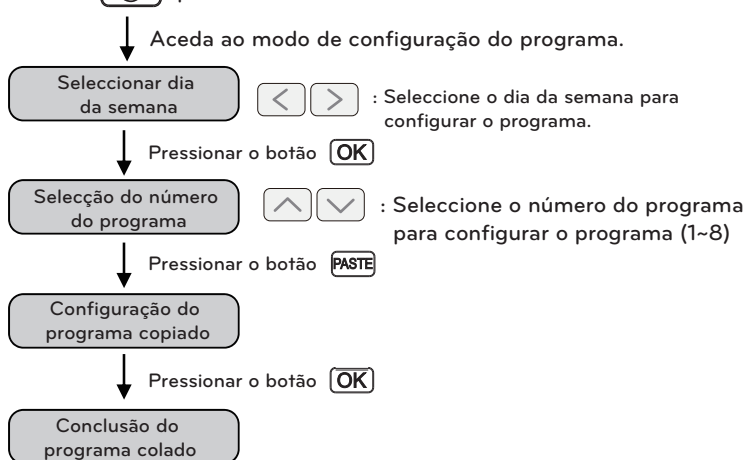 Aceda ao modo de configuração do programa.
Seleccionar dia
da semana
: Seleccione o dia da semana para
configurar o programa.
Pressionar o botão OK
Selecção do número
do programa
: Seleccione o número do programa
para configurar o programa (1~8)
Pressionar o botão PASTE
Configuração do
programa copiado
Pressionar o botão OK
Conclusão do
programa colado